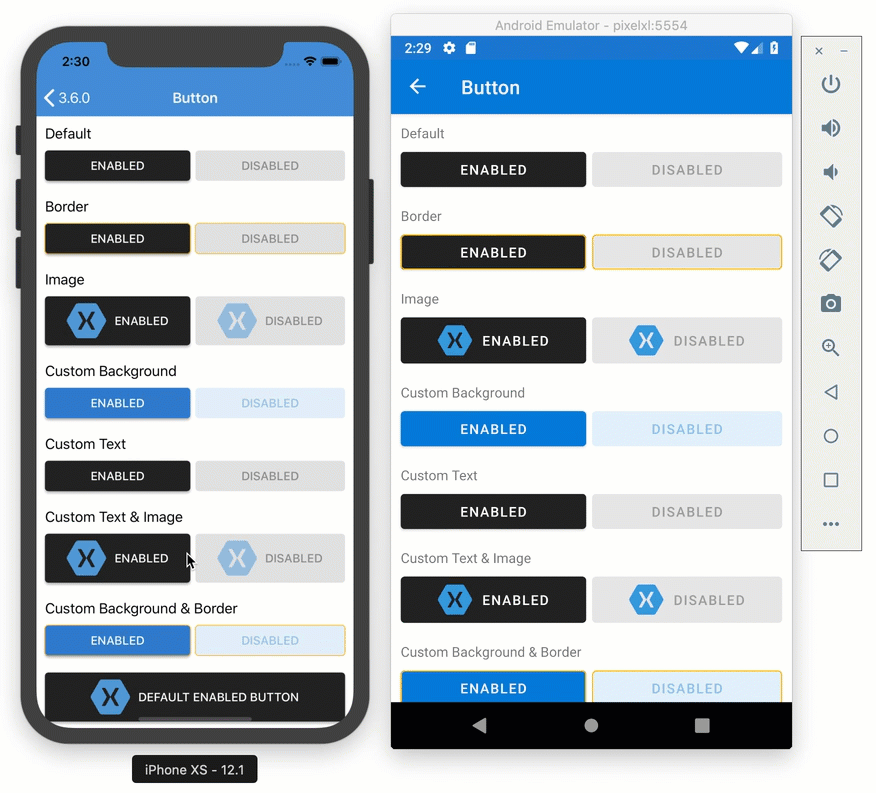 2:30
3.6.0 Button
Default
ENABLED DISABLED
Border
ENABLED DISABLED
Image
ENABLED DISABLED
Custom Background
ENABLED DISABLED
Custom Text
ENABLED DISABLED
Custom Text & Image
ENABLED DISABLED
Custom Background & Border
ENABLED DISABLED
DEFAULT ENABLED BUTTON
iPhone XS - 12.1
Android Emulator - pixelxl:5554
2:29
Button
Default
ENABLED DISABLED
Border
ENABLED DISABLED
Image
ENABLED DISABLED
Custom Background
ENABLED DISABLED
Custom Text
ENABLED DISABLED
Custom Text & Image
ENABLED DISABLED
Custom Background & Border
ENABLED DISABLED